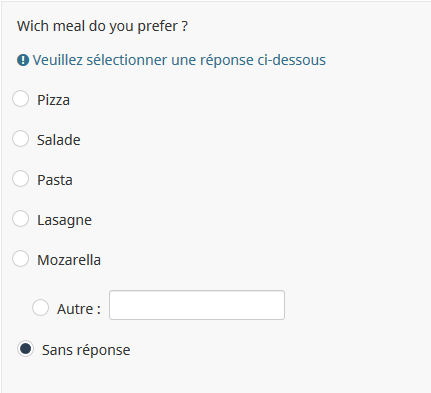 Wich meal do you prefer ?
Veuillez sélectionner une réponse ci-dessous
Pizza
Salade
Pasta
Lasagne
Mozarella
Autre :
Sans réponse